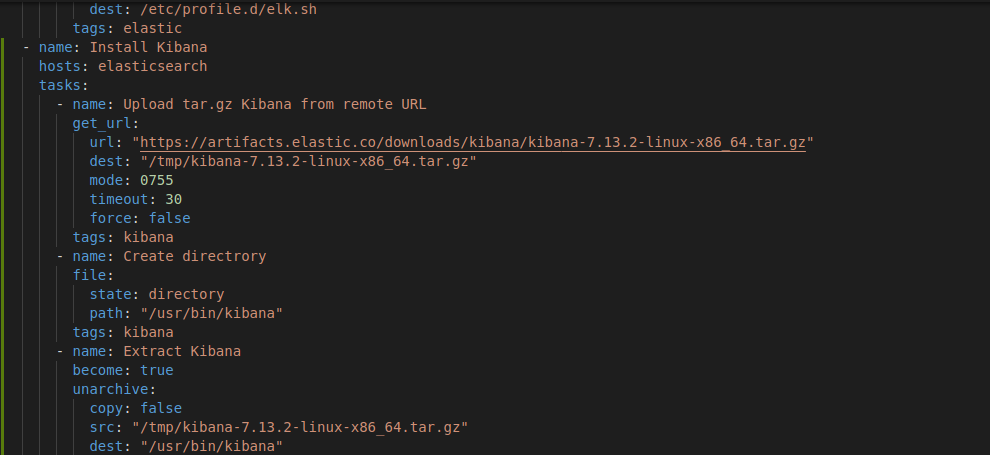 dest: /etc/profile.d/elk.sh
tags: elastic
- name: Install Kibana
hosts: elasticsearch
tasks:
- name: Upload tar.gz Kibana from remote URL
get_url:
url: "https://artifacts.elastic.co/downloads/kibana/kibana-7.13.2-linux-x86_64.tar.gz"
dest: "/tmp/kibana-7.13.2-linux-x86_64.tar.gz"
mode: 0755
timeout: 30
force: false
tags: kibana
- name: Create directrory
file:
state: directory
path: "/usr/bin/kibana"
tags: kibana
- name: Extract Kibana
become: true
unarchive:
copy: false
src: "/tmp/kibana-7.13.2-linux-x86_64.tar.gz"
dest: "/usr/bin/kibana"